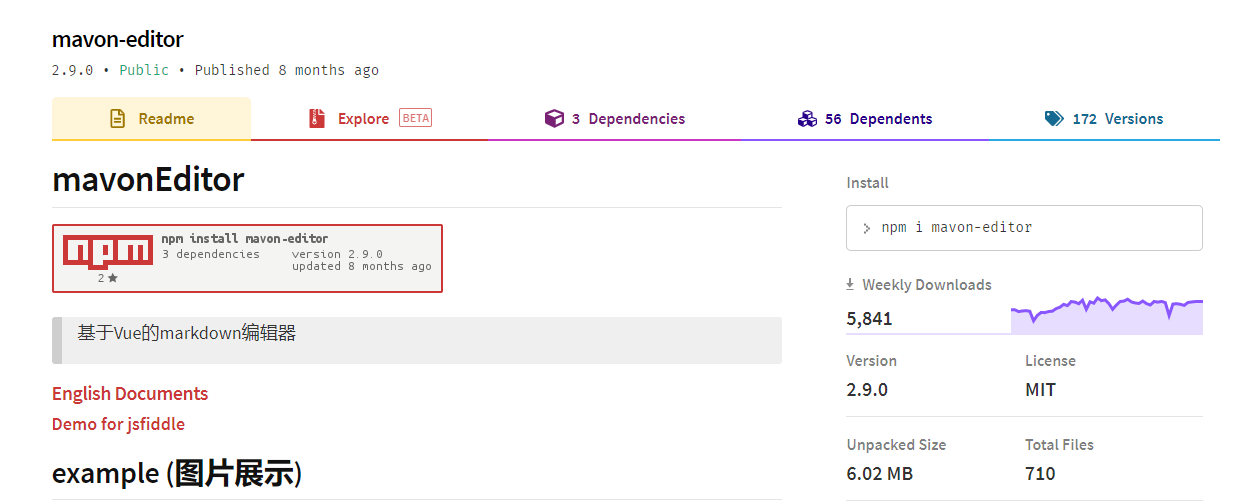 mavon-editor
2.9.0 • Public • Published 8 months ago
Readme
Explore BETA
3 Dependencies
56 Dependents
172 Versions
mavonEditor
npm
npm install mavon-editor
3 dependencies version 2.9.0
updated 8 months ago
2 ★
基于Vue的markdown编辑器
English Documents
Demo for jsfiddle
example (图片展示)
Install
> npm i mavon-editor
Weekly Downloads
5,841
Version License
2.9.0 MIT
Unpacked Size Total Files
6.02 MB 710